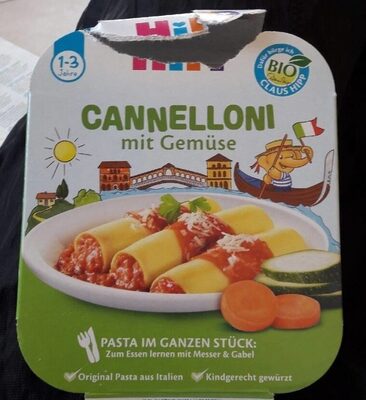 1-3
Jahre
Dafür bürge ich
BIO
CLAUS HIPP
CANNELLONI
mit Gemüse
PASTA IM GANZEN STÜCK:
Zum Essen lernen mit Messer & Gabel
Original Pasta aus Italien
Kindgerecht gewürzt